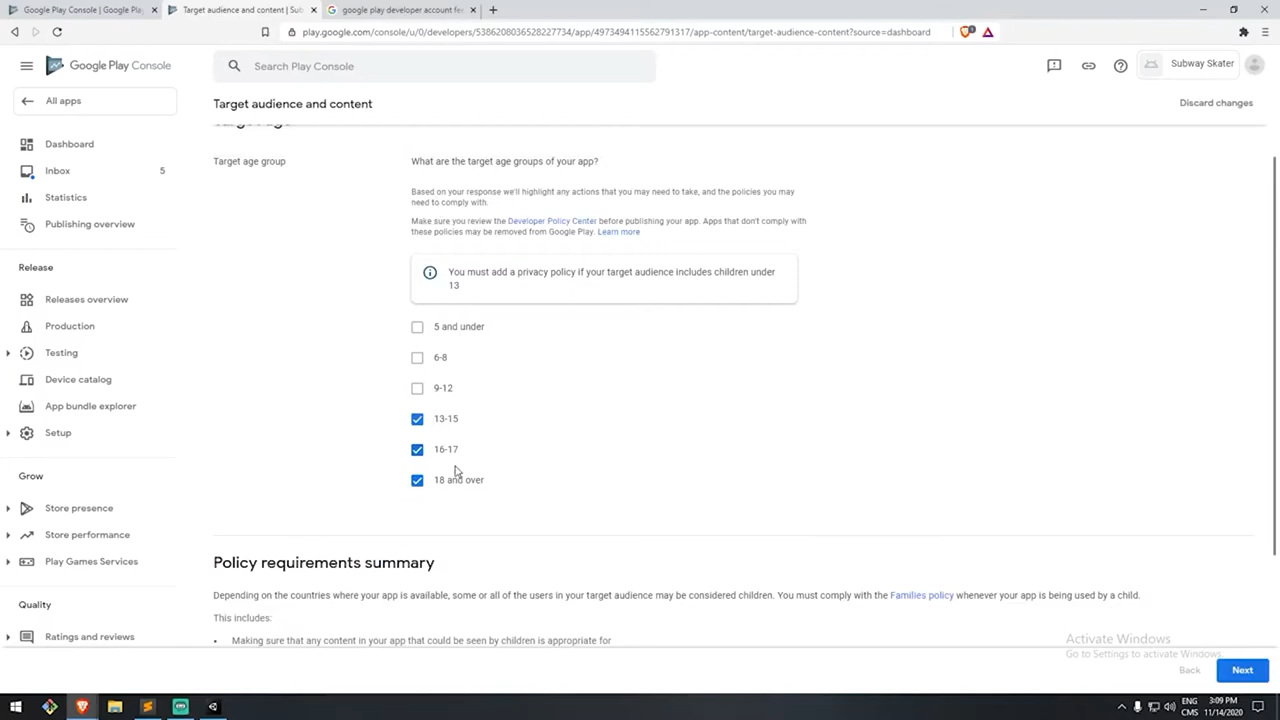 Google Play Console | Google Play
Target audience and content | Sub
google play developer account fe
play.google.com/console/u/0/developers/5386208036528227734/app/4973494115562791317/app-content/target-audience-content?source=dashboard
Google Play Console
Search Play Console
Subway Skater
All apps
Target audience and content
Discard changes
Dashboard
Inbox 5
Statistics
Publishing overview
Release
Releases overview
Production
Testing
Device catalog
App bundle explorer
Setup
Grow
Store presence
Store performance
Play Games Services
Quality
Ratings and reviews
Target age group
What are the target age groups of your app?
Based on your response we'll highlight any actions that you may need to take, and the policies you may
need to comply with.
Make sure you review the Developer Policy Center before publishing your app. Apps that don't comply with
these policies may be removed from Google Play. Learn more
You must add a privacy policy if your target audience includes children under
13
5 and under
6-8
9-12
13-15
16-17
18 and over
Policy requirements summary
Depending on the countries where your app is available, some or all of the users in your target audience may be considered children. You must comply with the Families policy whenever your app is being used by a child.
This includes:
• Making sure that any content in your app that could be seen by children is appropriate for
Activate Windows
Go to Settings to activate Windows.
Back
Next
ENG
CMS
3:09 PM
11/14/2020